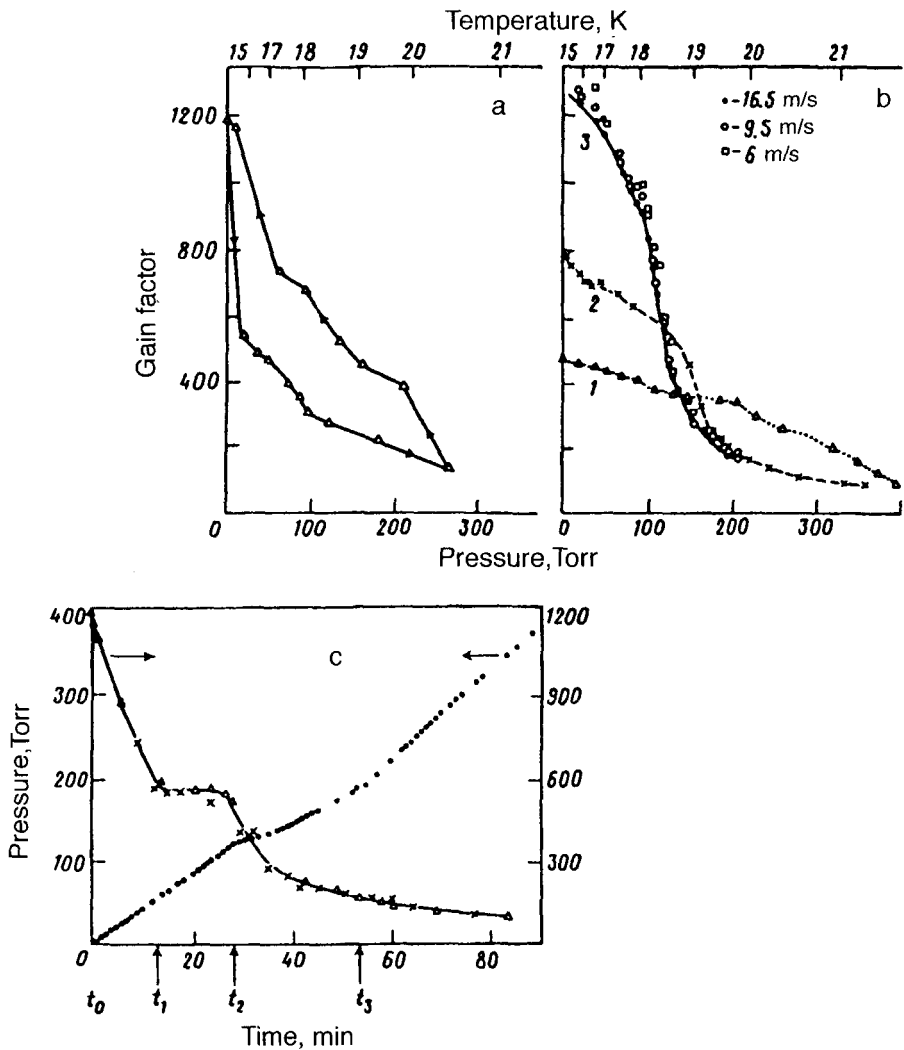 Temperature, K
15 17 18 19 20 21
15 17 18 19 20 21
a
b
•-16.5 m/s
o-9.5 m/s
□-6 m/s
Gain factor
1200
800
400
3
2
1
0 100 200 300
0 100 200 300
Pressure,Torr
c
Pressure,Torr
400
300
200
100
1200
900
600
300
0 20 40 60 80
t₀ t₁ t₂ t₃
Time, min